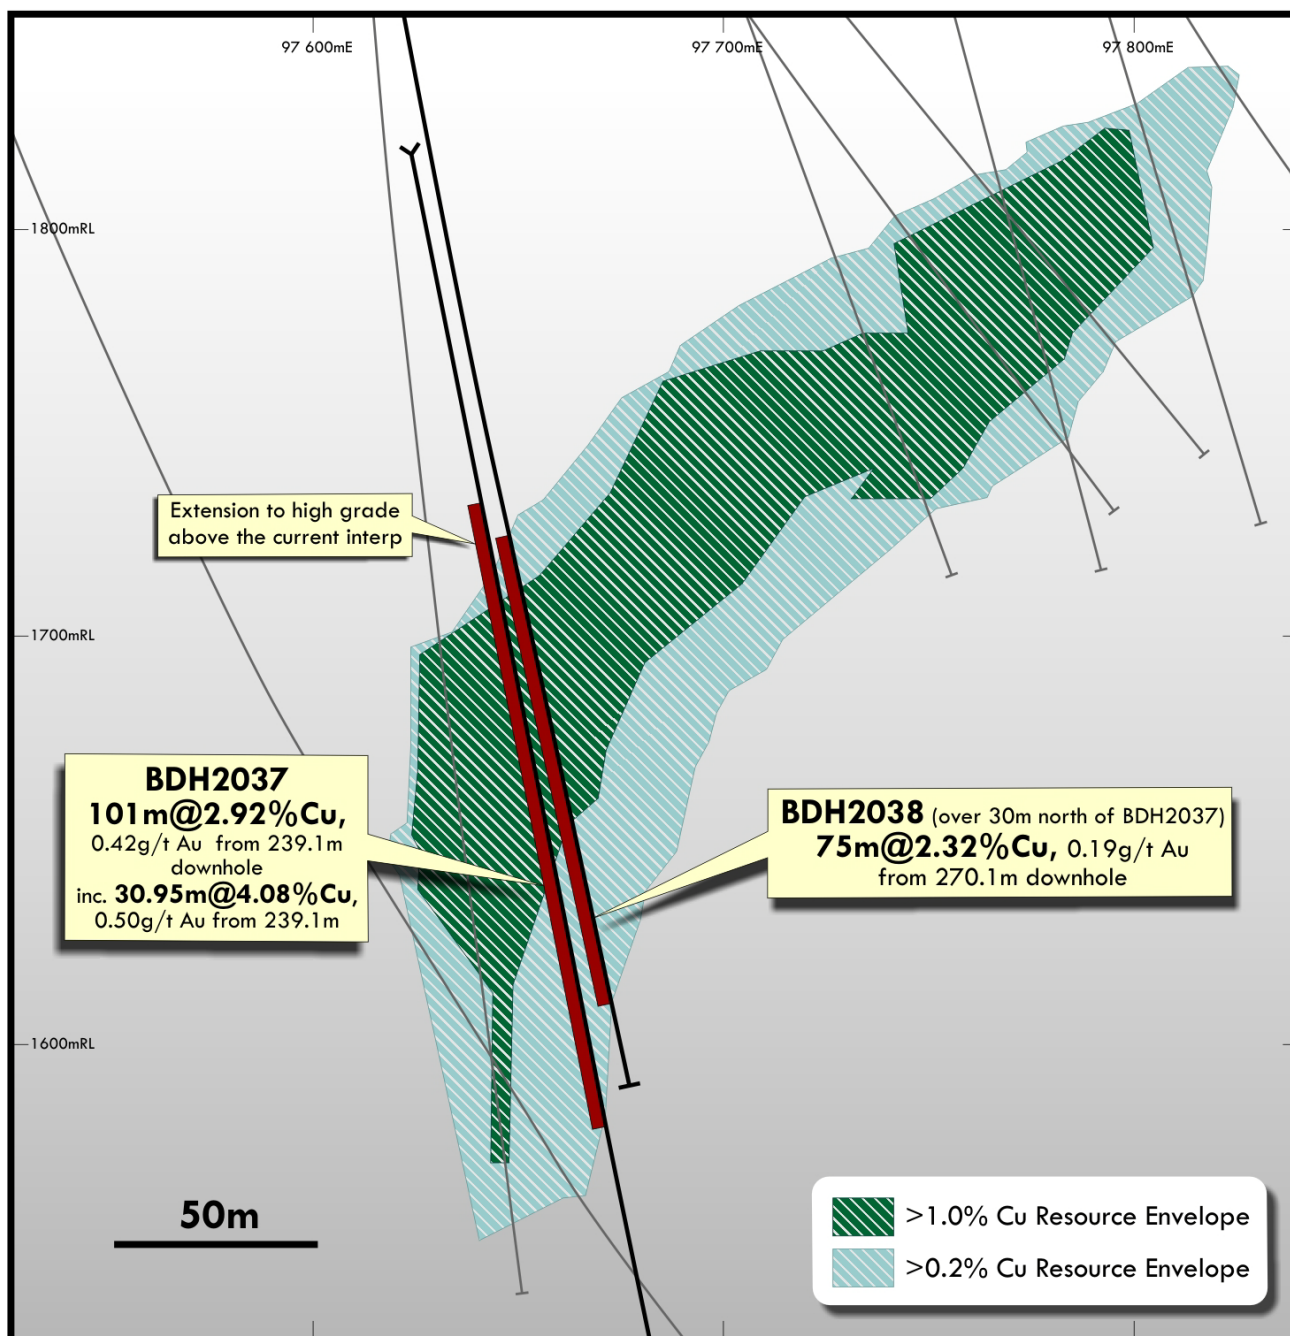 97 600mE
97 700mE
97 800mE
1800mRL
Extension to high grade
above the current interp
1700mRL
BDH2037
101m@2.92%Cu,
0.42g/t Au from 239.1m
downhole
inc. 30.95m@4.08%Cu,
0.50g/t Au from 239.1m
BDH2038 (over 30m north of BDH2037)
75m@2.32%Cu, 0.19g/t Au
from 270.1m downhole
1600mRL
50m
>1.0% Cu Resource Envelope
>0.2% Cu Resource Envelope